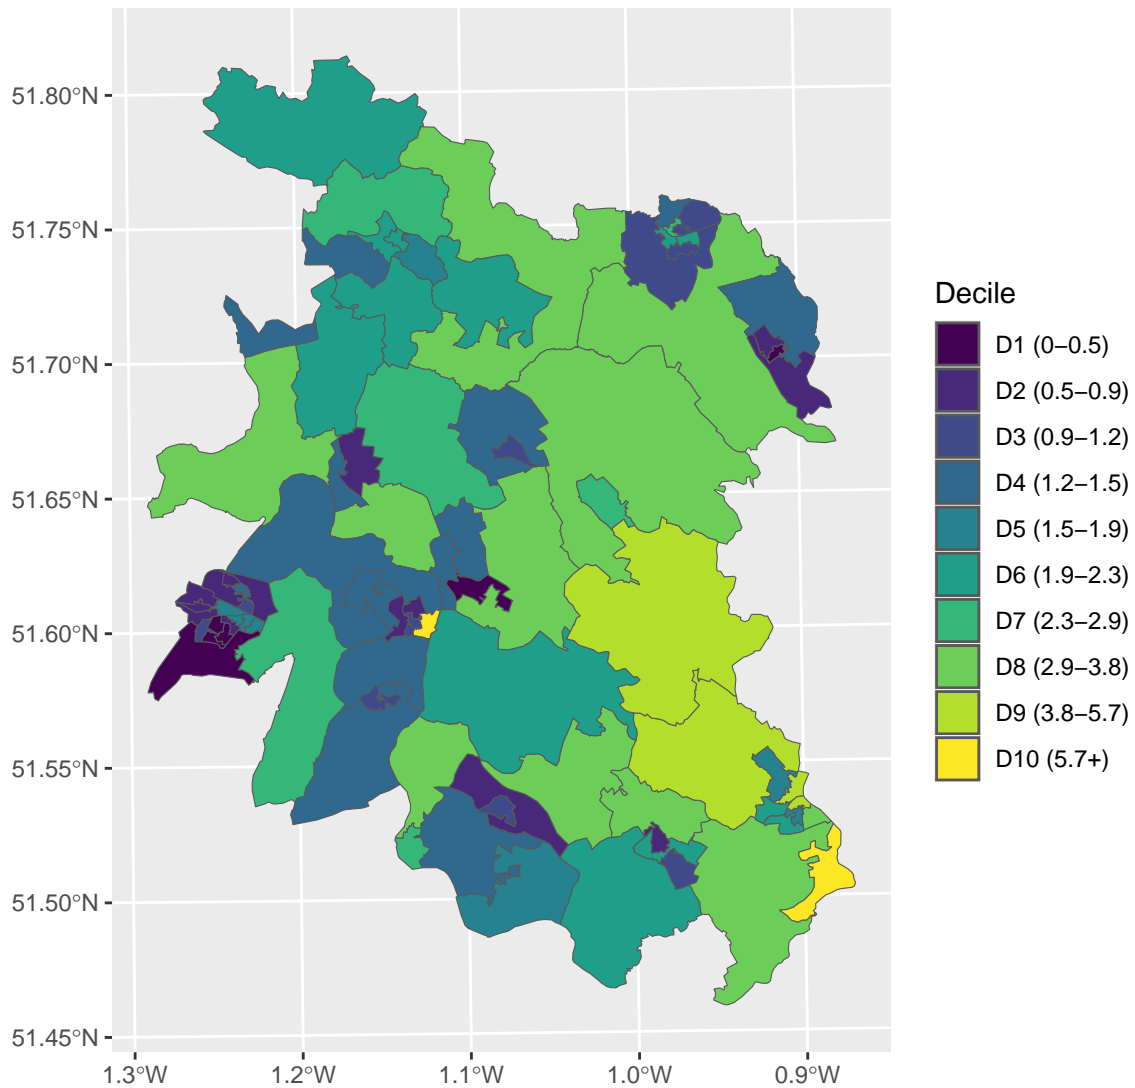 51.80°N
51.75°N
51.70°N
51.65°N
51.60°N
51.55°N
51.50°N
51.45°N
1.3°W
1.2°W
1.1°W
1.0°W
0.9°W
Decile
D1 (0–0.5)
D2 (0.5–0.9)
D3 (0.9–1.2)
D4 (1.2–1.5)
D5 (1.5–1.9)
D6 (1.9–2.3)
D7 (2.3–2.9)
D8 (2.9–3.8)
D9 (3.8–5.7)
D10 (5.7+)